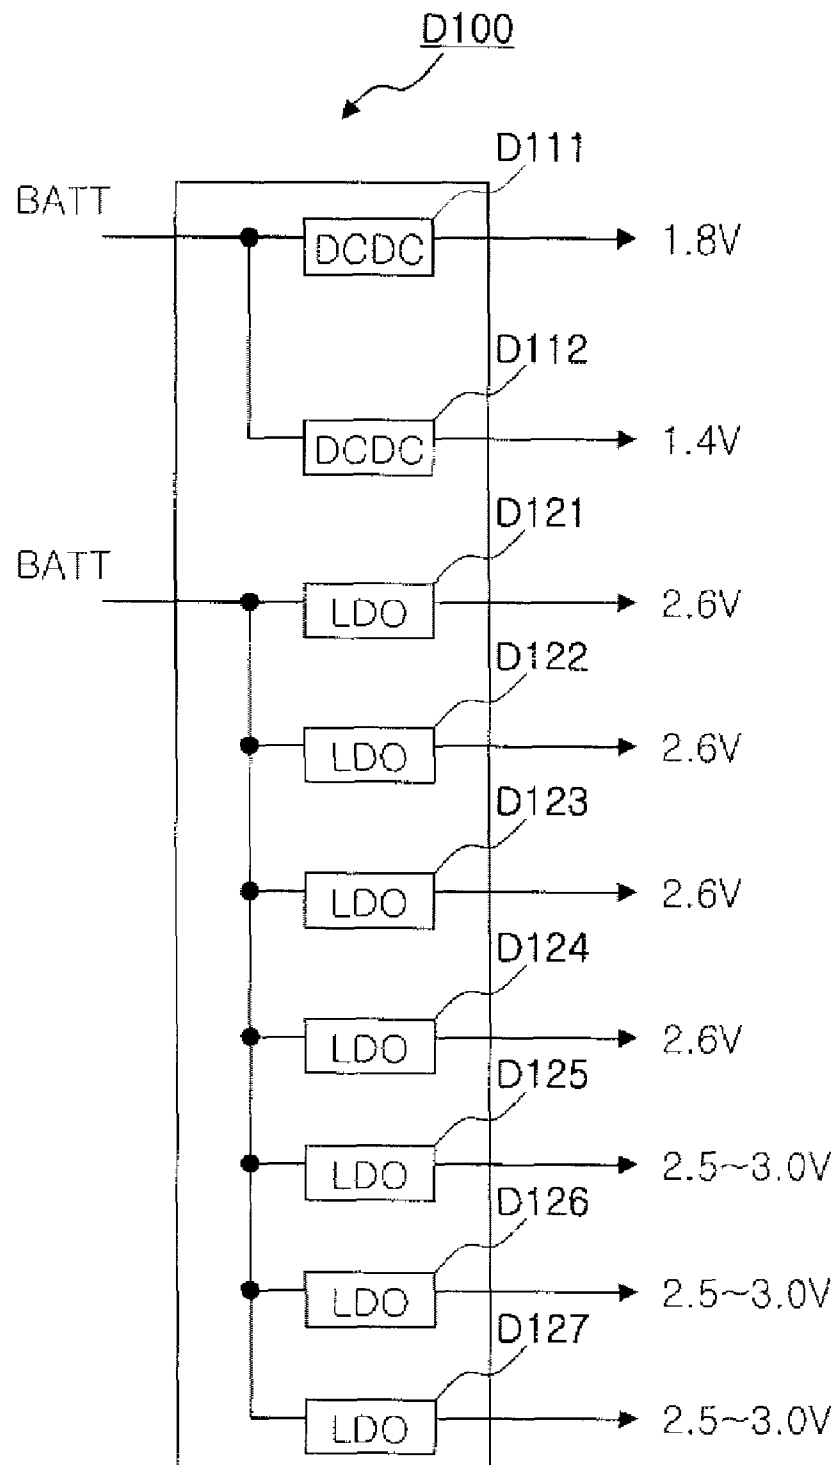 D100
D111
BATT
DCDC
1.8V
D112
DCDC
1.4V
D121
BATT
LDO
2.6V
D122
LDO
2.6V
D123
LDO
2.6V
D124
LDO
2.6V
D125
LDO
2.5~3.0V
D126
LDO
2.5~3.0V
D127
LDO
2.5~3.0V